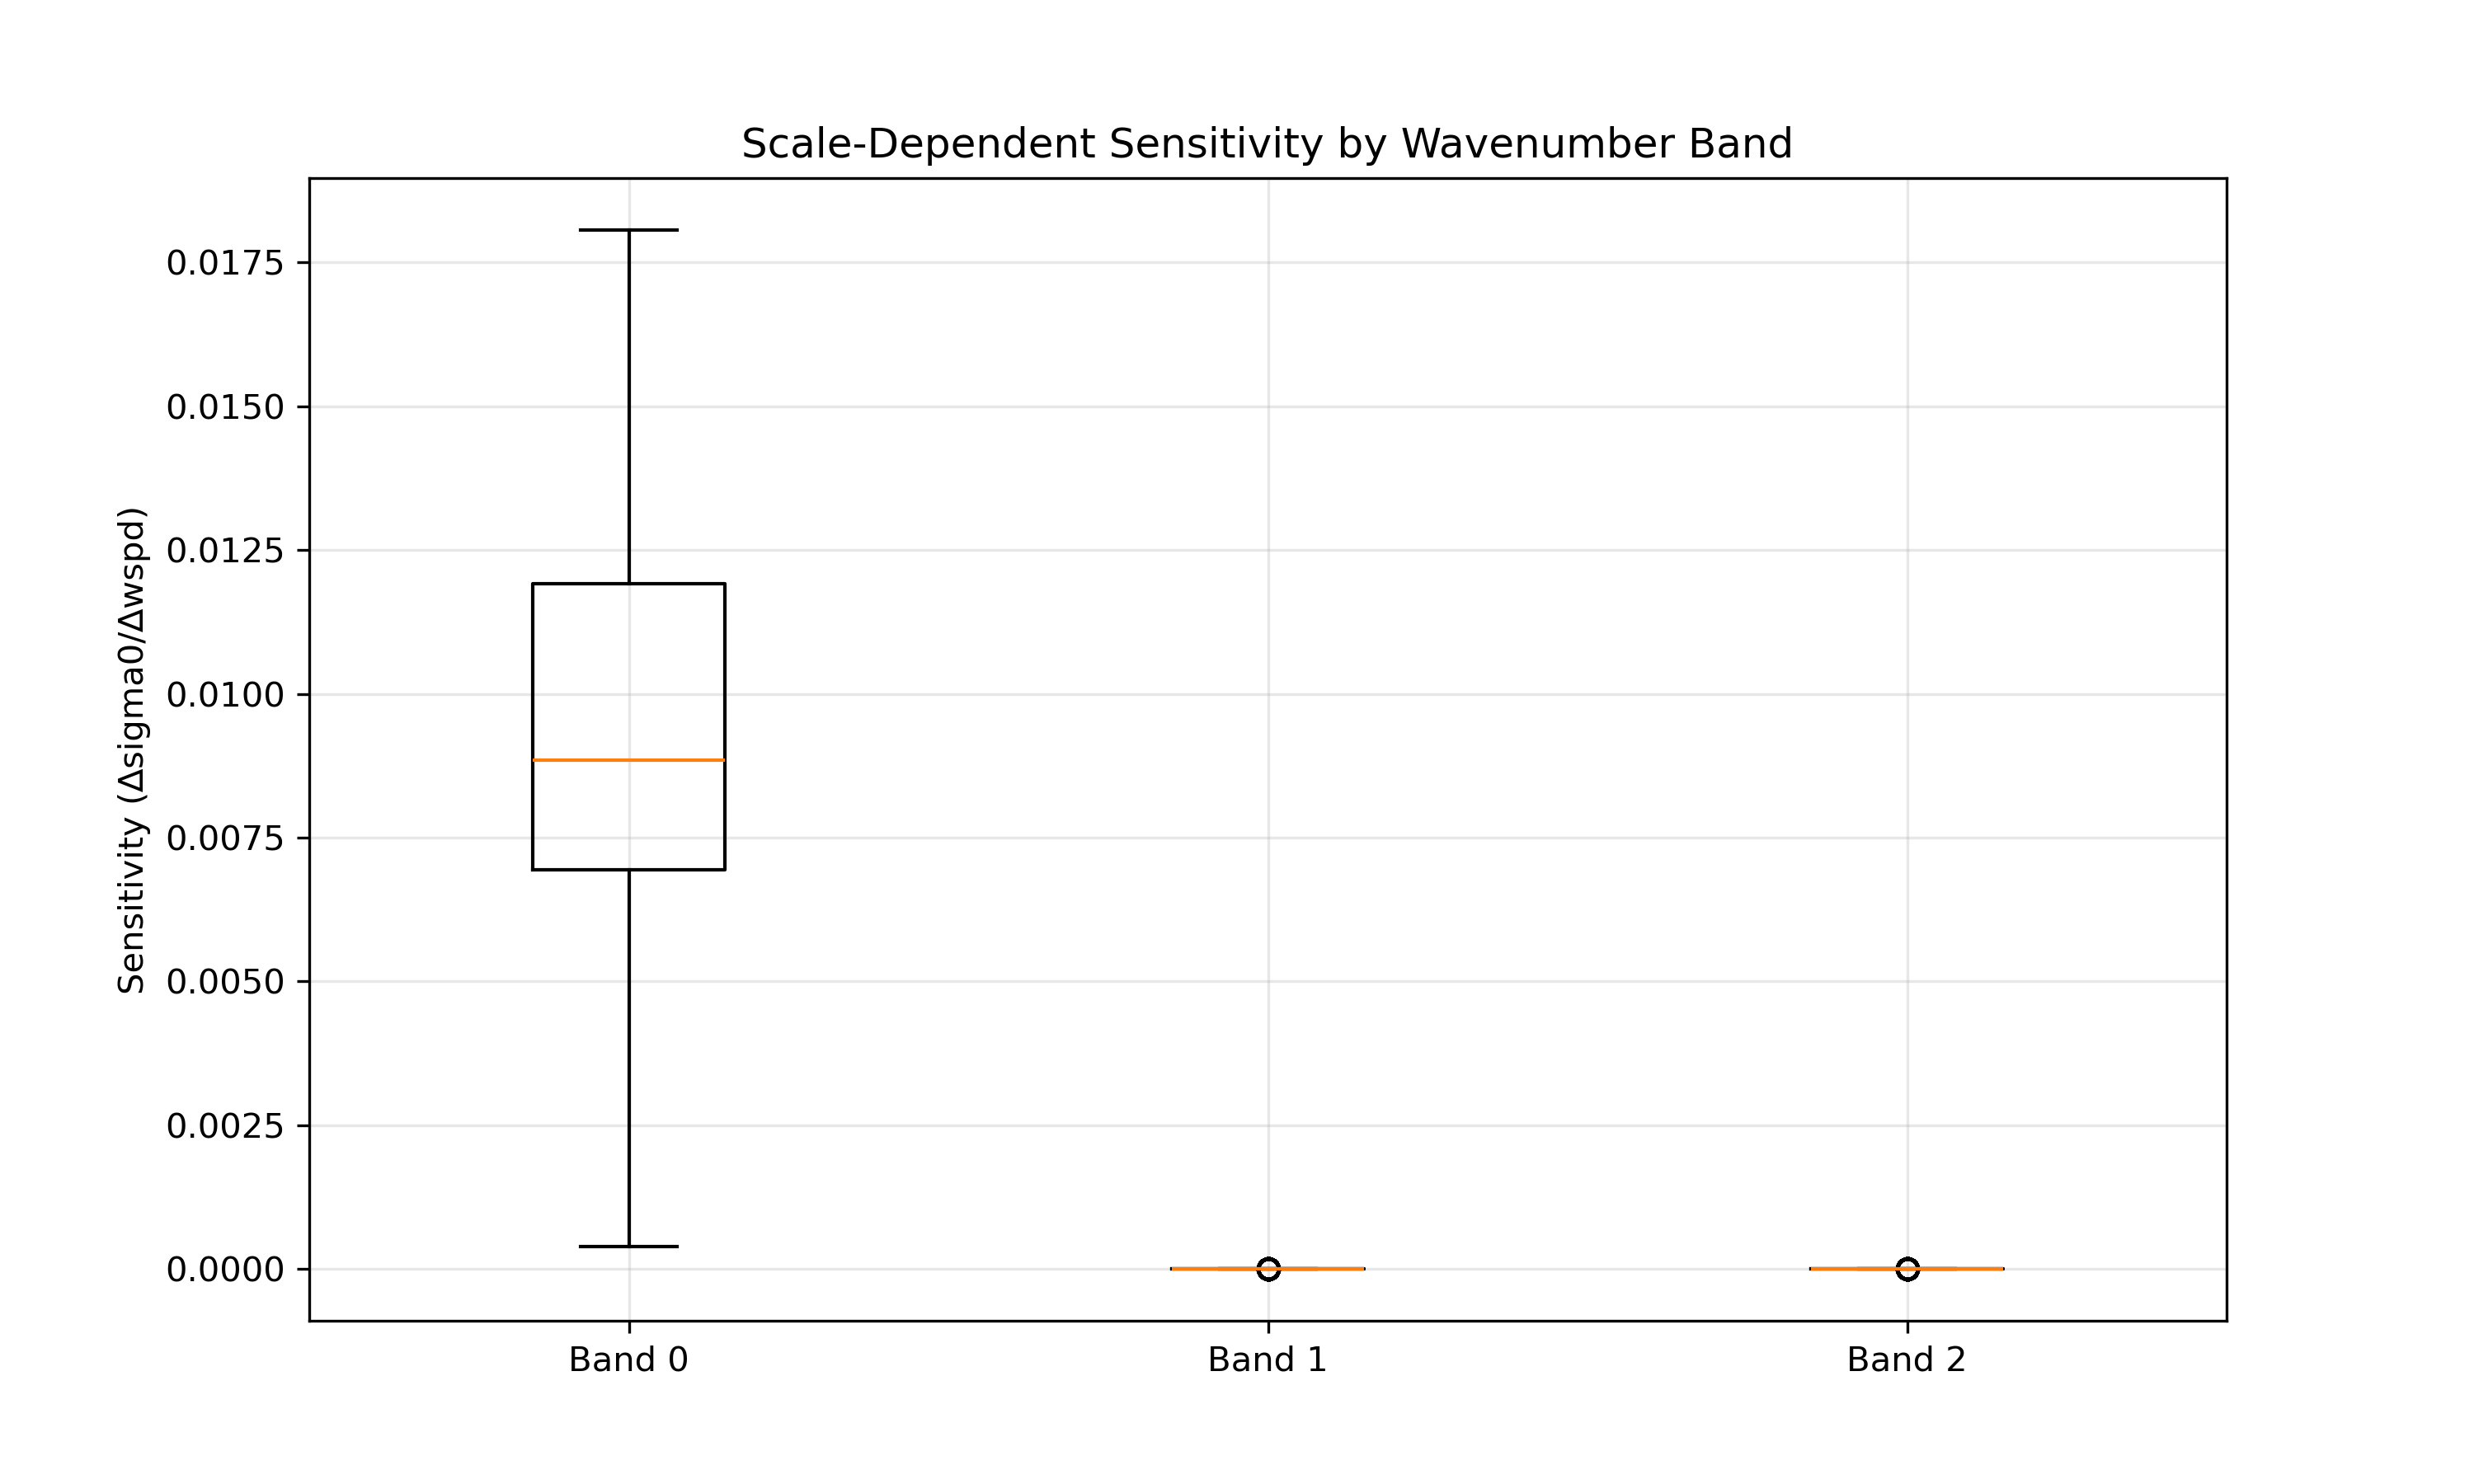 Scale-Dependent Sensitivity by Wavenumber Band
Sensitivity (Δsigma0/Δwspd)
0.0175
0.0150
0.0125
0.0100
0.0075
0.0050
0.0025
0.0000
Band 0
Band 1
Band 2